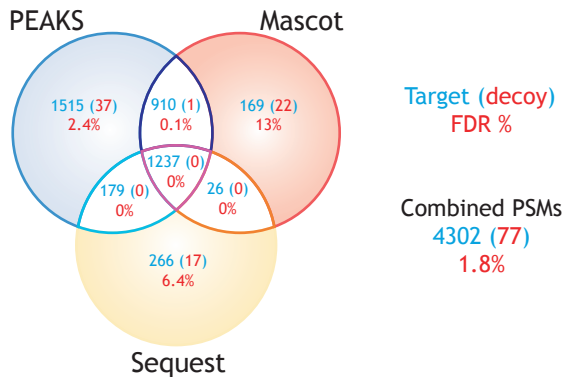 PEAKS
Mascot
1515 (37)
2.4%
910 (1)
0.1%
169 (22)
13%
1237 (0)
0%
179 (0)
0%
26 (0)
0%
266 (17)
6.4%
Sequest
Target (decoy)
FDR %
Combined PSMs
4302 (77)
1.8%